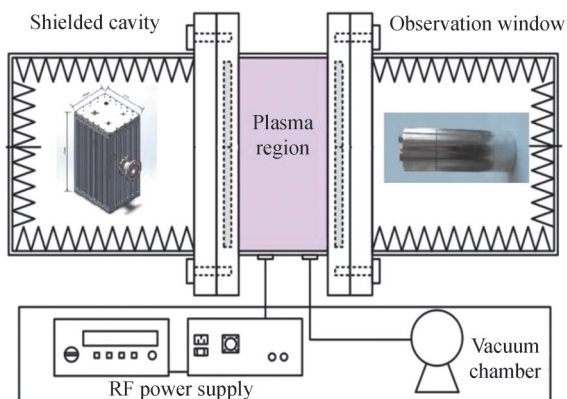 Shielded cavity
Observation window
Plasma
region
RF power supply
Vacuum
chamber